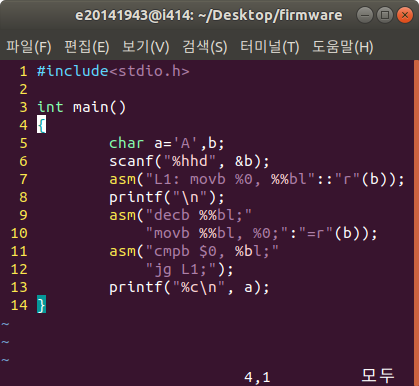 e20141943@i414: ~/Desktop/firmware
파일(F) 편집(E) 보기(V) 검색(S) 터미널(T) 도움말(H)
1 #include<stdio.h>
2
3 int main()
4 {
5 char a='A',b;
6 scanf("%hhd", &b);
7 asm("L1: movb %0, %%bl"::"r"(b));
8 printf("\n");
9 asm("decb %%bl;"
10 "movb %%bl, %0;":"=r"(b));
11 asm("cmpb $0, %bl;"
12 "jg L1;");
13 printf("%c\n", a);
14 }
~
~
~
4,1 모두